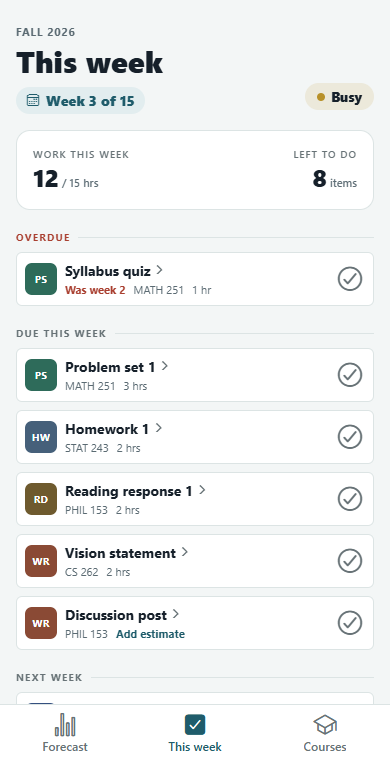 FALL 2026
This week
Week 3 of 15
Busy
WORK THIS WEEK
12 / 15 hrs
LEFT TO DO
8 items
OVERDUE
PS
Syllabus quiz
Was week 2 MATH 251 1 hr
DUE THIS WEEK
PS
Problem set 1
MATH 251 3 hrs
HW
Homework 1
STAT 243 2 hrs
RD
Reading response 1
PHIL 153 2 hrs
WR
Vision statement
CS 262 2 hrs
WR
Discussion post
PHIL 153 Add estimate
NEXT WEEK
Forecast
This week
Courses